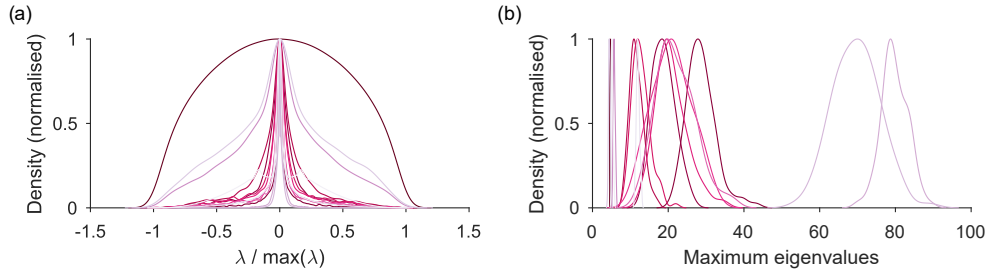 (a)
Density (normalised)
1
0.5
0
-1.5 -1 -0.5 0 0.5 1 1.5
λ / max(λ)
(b)
Density (normalised)
1
0.5
0
0 20 40 60 80 100
Maximum eigenvalues